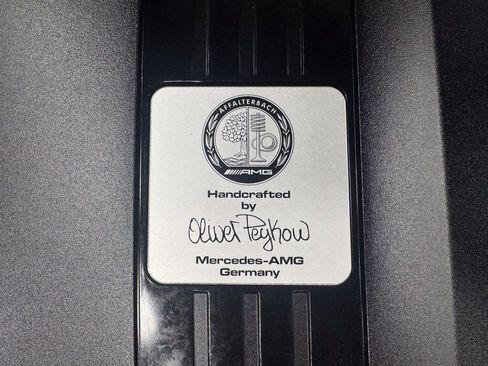 AFFALTERBACH
AMG
Handcrafted
by
Oliver Peykow
Mercedes-AMG
Germany